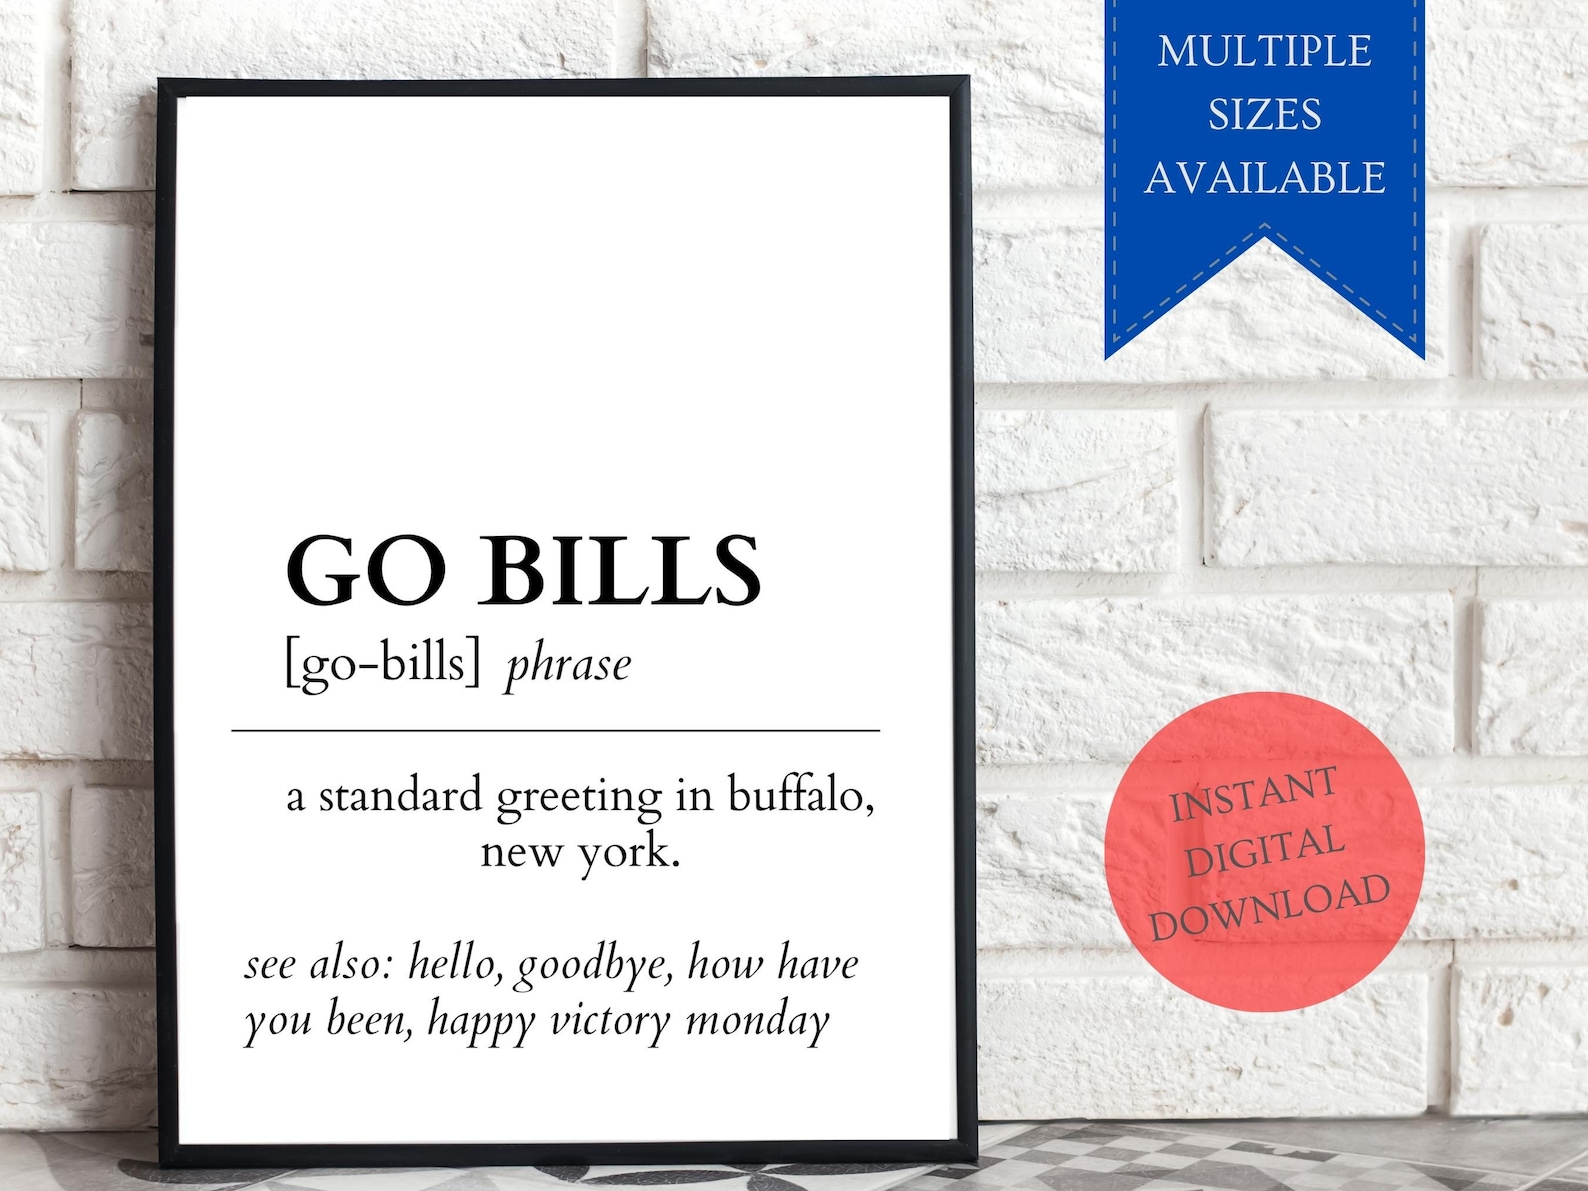 GO BILLS
[go-bills] phrase
a standard greeting in buffalo,
new york.
see also: hello, goodbye, how have
you been, happy victory monday
MULTIPLE
SIZES
AVAILABLE
INSTANT
DIGITAL
DOWNLOAD